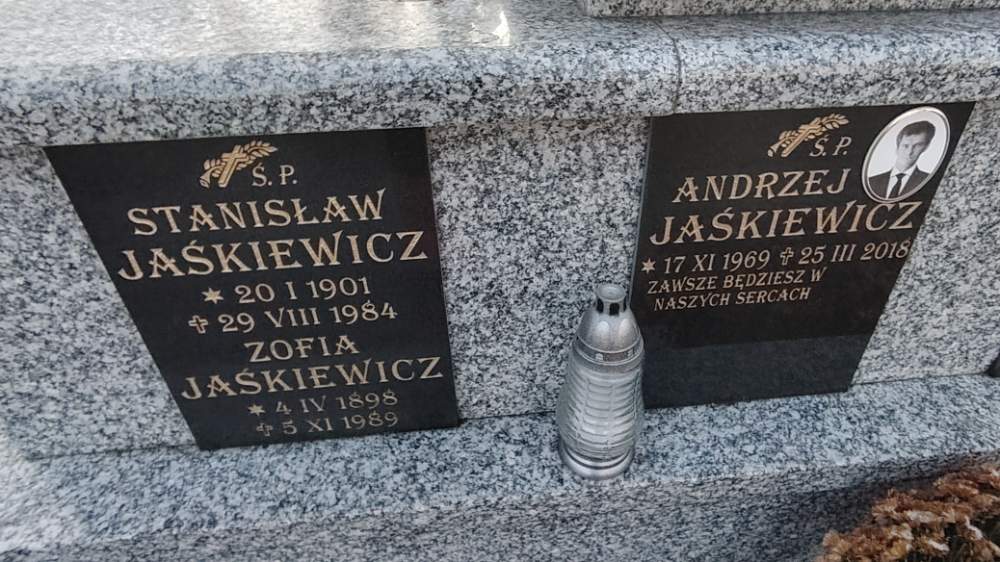 Ś. P.
STANISŁAW
JAŚKIEWICZ
* 20 I 1901
✝ 29 VIII 1984
ZOFIA
JAŚKIEWICZ
* 4 IV 1898
✝ 5 XI 1989
Ś. P.
ANDRZEJ
JAŚKIEWICZ
* 17 XI 1969 ✝ 25 III 2018
ZAWSZE BĘDZIESZ W
NASZYCH SERCACH